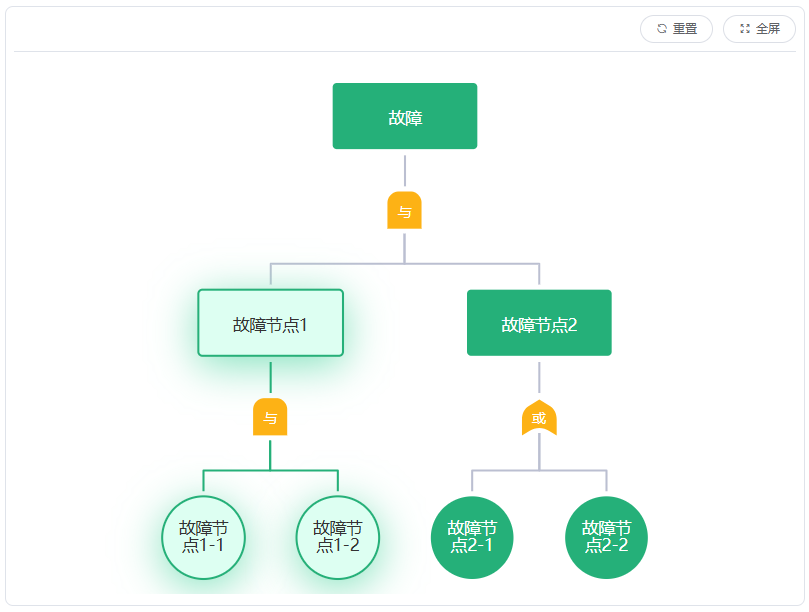 重置
全屏
故障
与
故障节点1
故障节点2
与
或
故障节
点1-1
故障节
点1-2
故障节
点2-1
故障节
点2-2